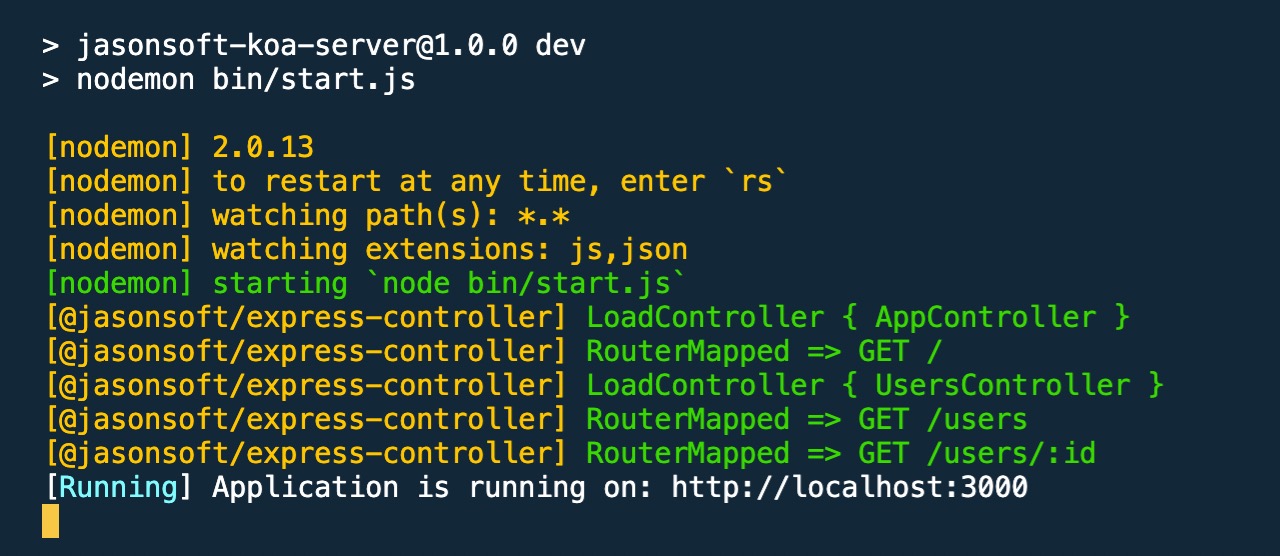 > jasonsoft-koa-server@1.0.0 dev
> nodemon bin/start.js
[nodemon] 2.0.13
[nodemon] to restart at any time, enter `rs`
[nodemon] watching path(s): *.*
[nodemon] watching extensions: js,json
[nodemon] starting `node bin/start.js`
[@jasonsoft/express-controller] LoadController { AppController }
[@jasonsoft/express-controller] RouterMapped => GET /
[@jasonsoft/express-controller] LoadController { UsersController }
[@jasonsoft/express-controller] RouterMapped => GET /users
[@jasonsoft/express-controller] RouterMapped => GET /users/:id
[Running] Application is running on: http://localhost:3000